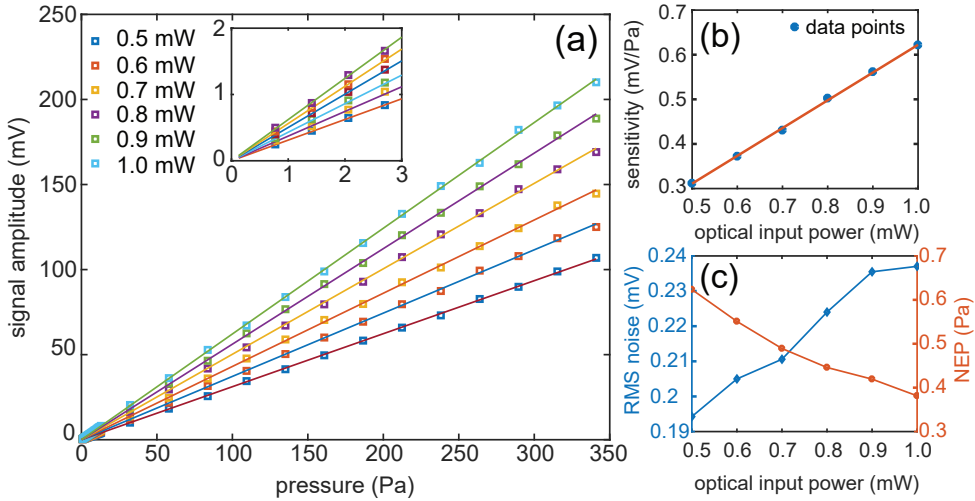 (a)
0.5 mW
0.6 mW
0.7 mW
0.8 mW
0.9 mW
1.0 mW
2
1
0
0
1
2
3
250
200
150
100
50
0
0
50
100
150
200
250
300
350
signal amplitude (mV)
pressure (Pa)
(b)
data points
0.6
0.5
0.4
0.3
sensitivity (mV/Pa)
0.5
0.6
0.7
0.8
0.9
1.0
optical input power (mW)
(c)
0.24
0.23
0.22
0.21
0.2
0.19
RMS noise (mV)
0.7
0.6
0.5
0.4
0.3
NEP (Pa)
0.5
0.6
0.7
0.8
0.9
1.0
optical input power (mW)